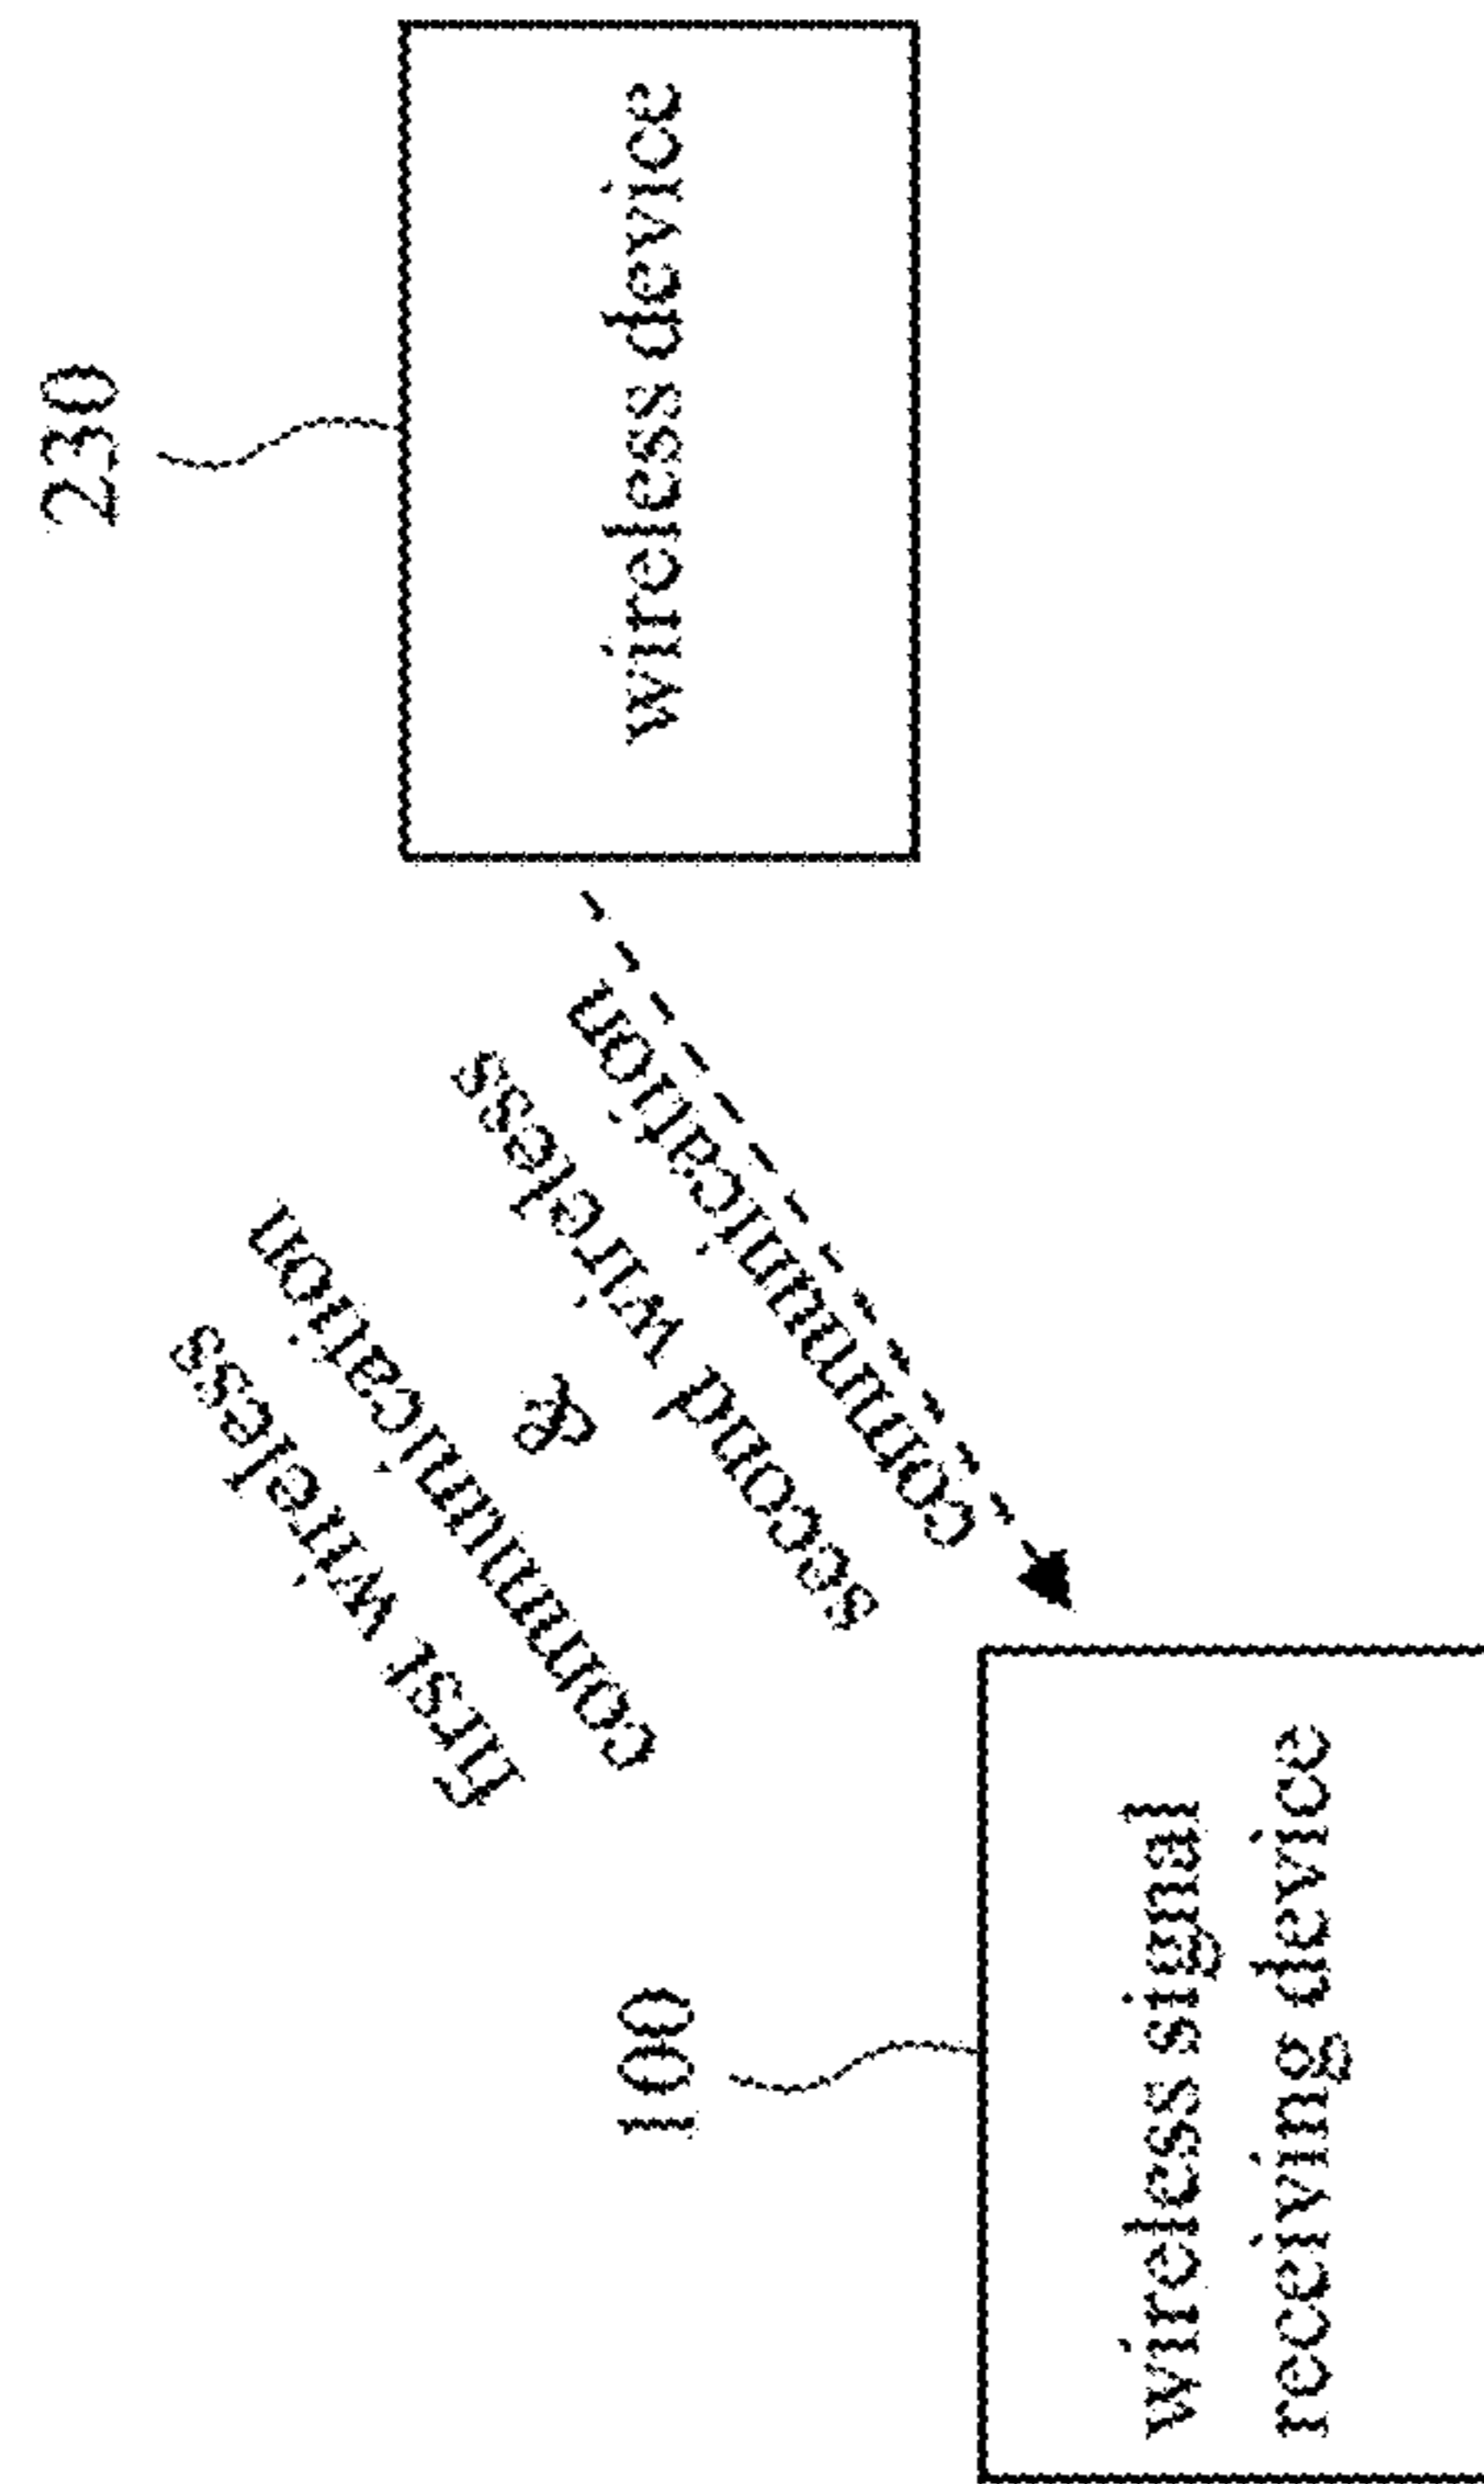 230
wireless device
first wireless
communication
&
second wireless
communication
100
wireless signal
receiving device